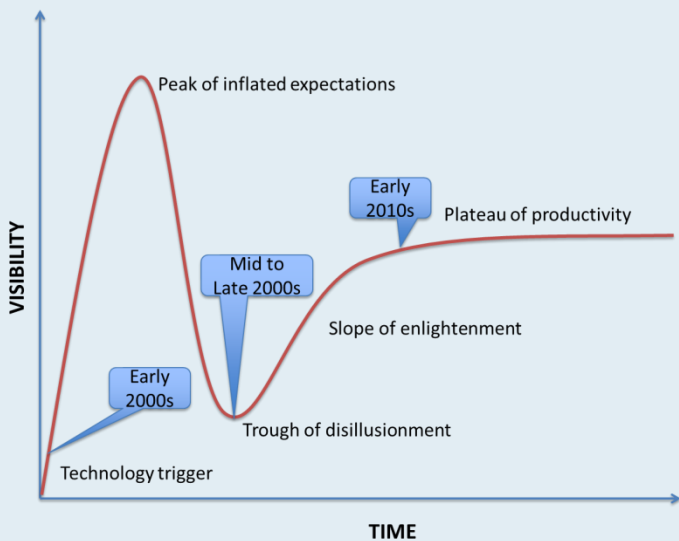 Peak of inflated expectations
Early
2010s
Plateau of productivity
Mid to
Late 2000s
VISIBILITY
Slope of enlightenment
Early
2000s
Trough of disillusionment
Technology trigger
TIME